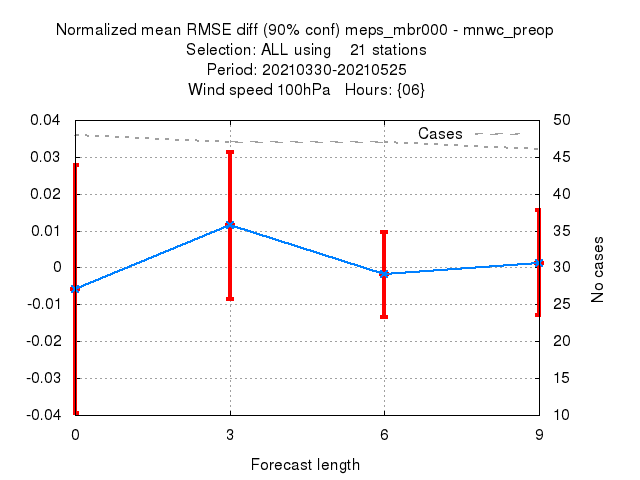 Normalized mean RMSE diff (90% conf) meps_mbr000 - mnwc_preop
Selection: ALL using 21 stations
Period: 20210330-20210525
Wind speed 100hPa Hours: {06}
Cases
0.04
0.03
0.02
0.01
0
-0.01
-0.02
-0.03
-0.04
50
45
40
35
30
25
20
15
10
No cases
0 3 6 9
Forecast length